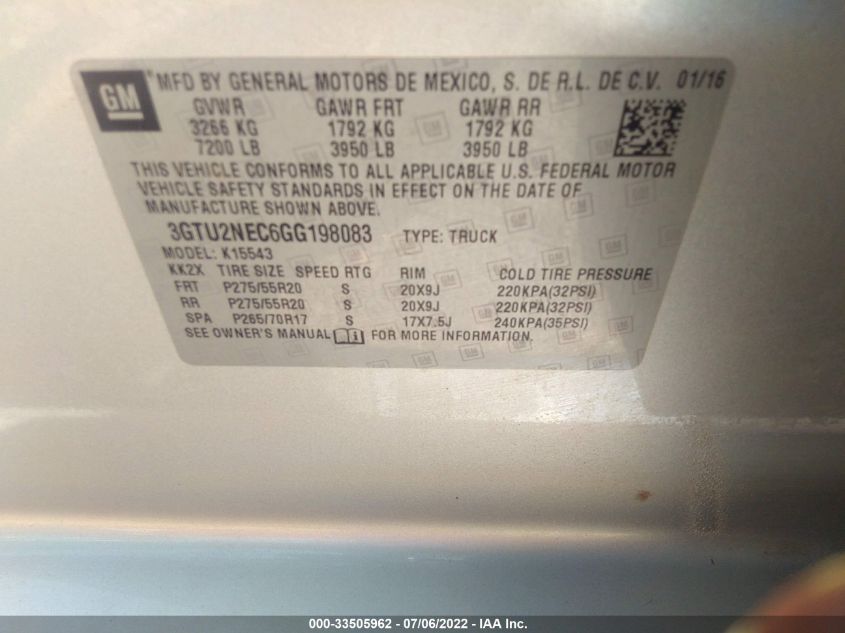 GM
MFD BY GENERAL MOTORS DE MEXICO, S. DE R.L. DE C.V. 01/16
GVWR GAWR FRT GAWR RR
3266 KG 1792 KG 1792 KG
7200 LB 3950 LB 3950 LB
THIS VEHICLE CONFORMS TO ALL APPLICABLE U.S. FEDERAL MOTOR
VEHICLE SAFETY STANDARDS IN EFFECT ON THE DATE OF
MANUFACTURE SHOWN ABOVE.
3GTU2NEC6GG198083 TYPE: TRUCK
MODEL: K15543
KK2X TIRE SIZE SPEED RTG RIM COLD TIRE PRESSURE
FRT P275/55R20 S 20X9J 220KPA(32PSI)
RR P275/55R20 S 20X9J 220KPA(32PSI)
SPA P265/70R17 S 17X7.5J 240KPA(35PSI)
SEE OWNER'S MANUAL FOR MORE INFORMATION.
000-33505962 - 07/06/2022 - IAA Inc.